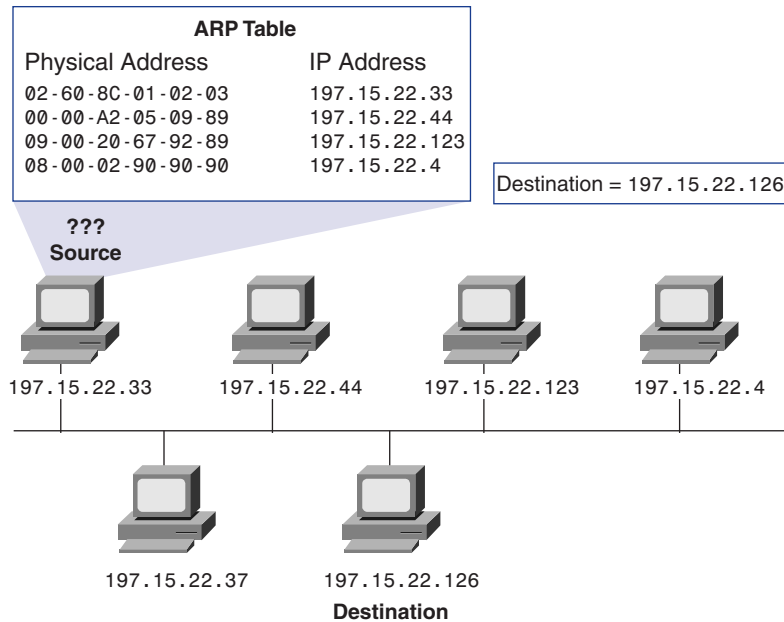 ARP Table
Physical Address IP Address
02-60-8C-01-02-03 197.15.22.33
00-00-A2-05-09-89 197.15.22.44
09-00-20-67-92-89 197.15.22.123
08-00-02-90-90-90 197.15.22.4
Destination = 197.15.22.126
???
Source
197.15.22.33 197.15.22.44 197.15.22.123 197.15.22.4
197.15.22.37 197.15.22.126
Destination